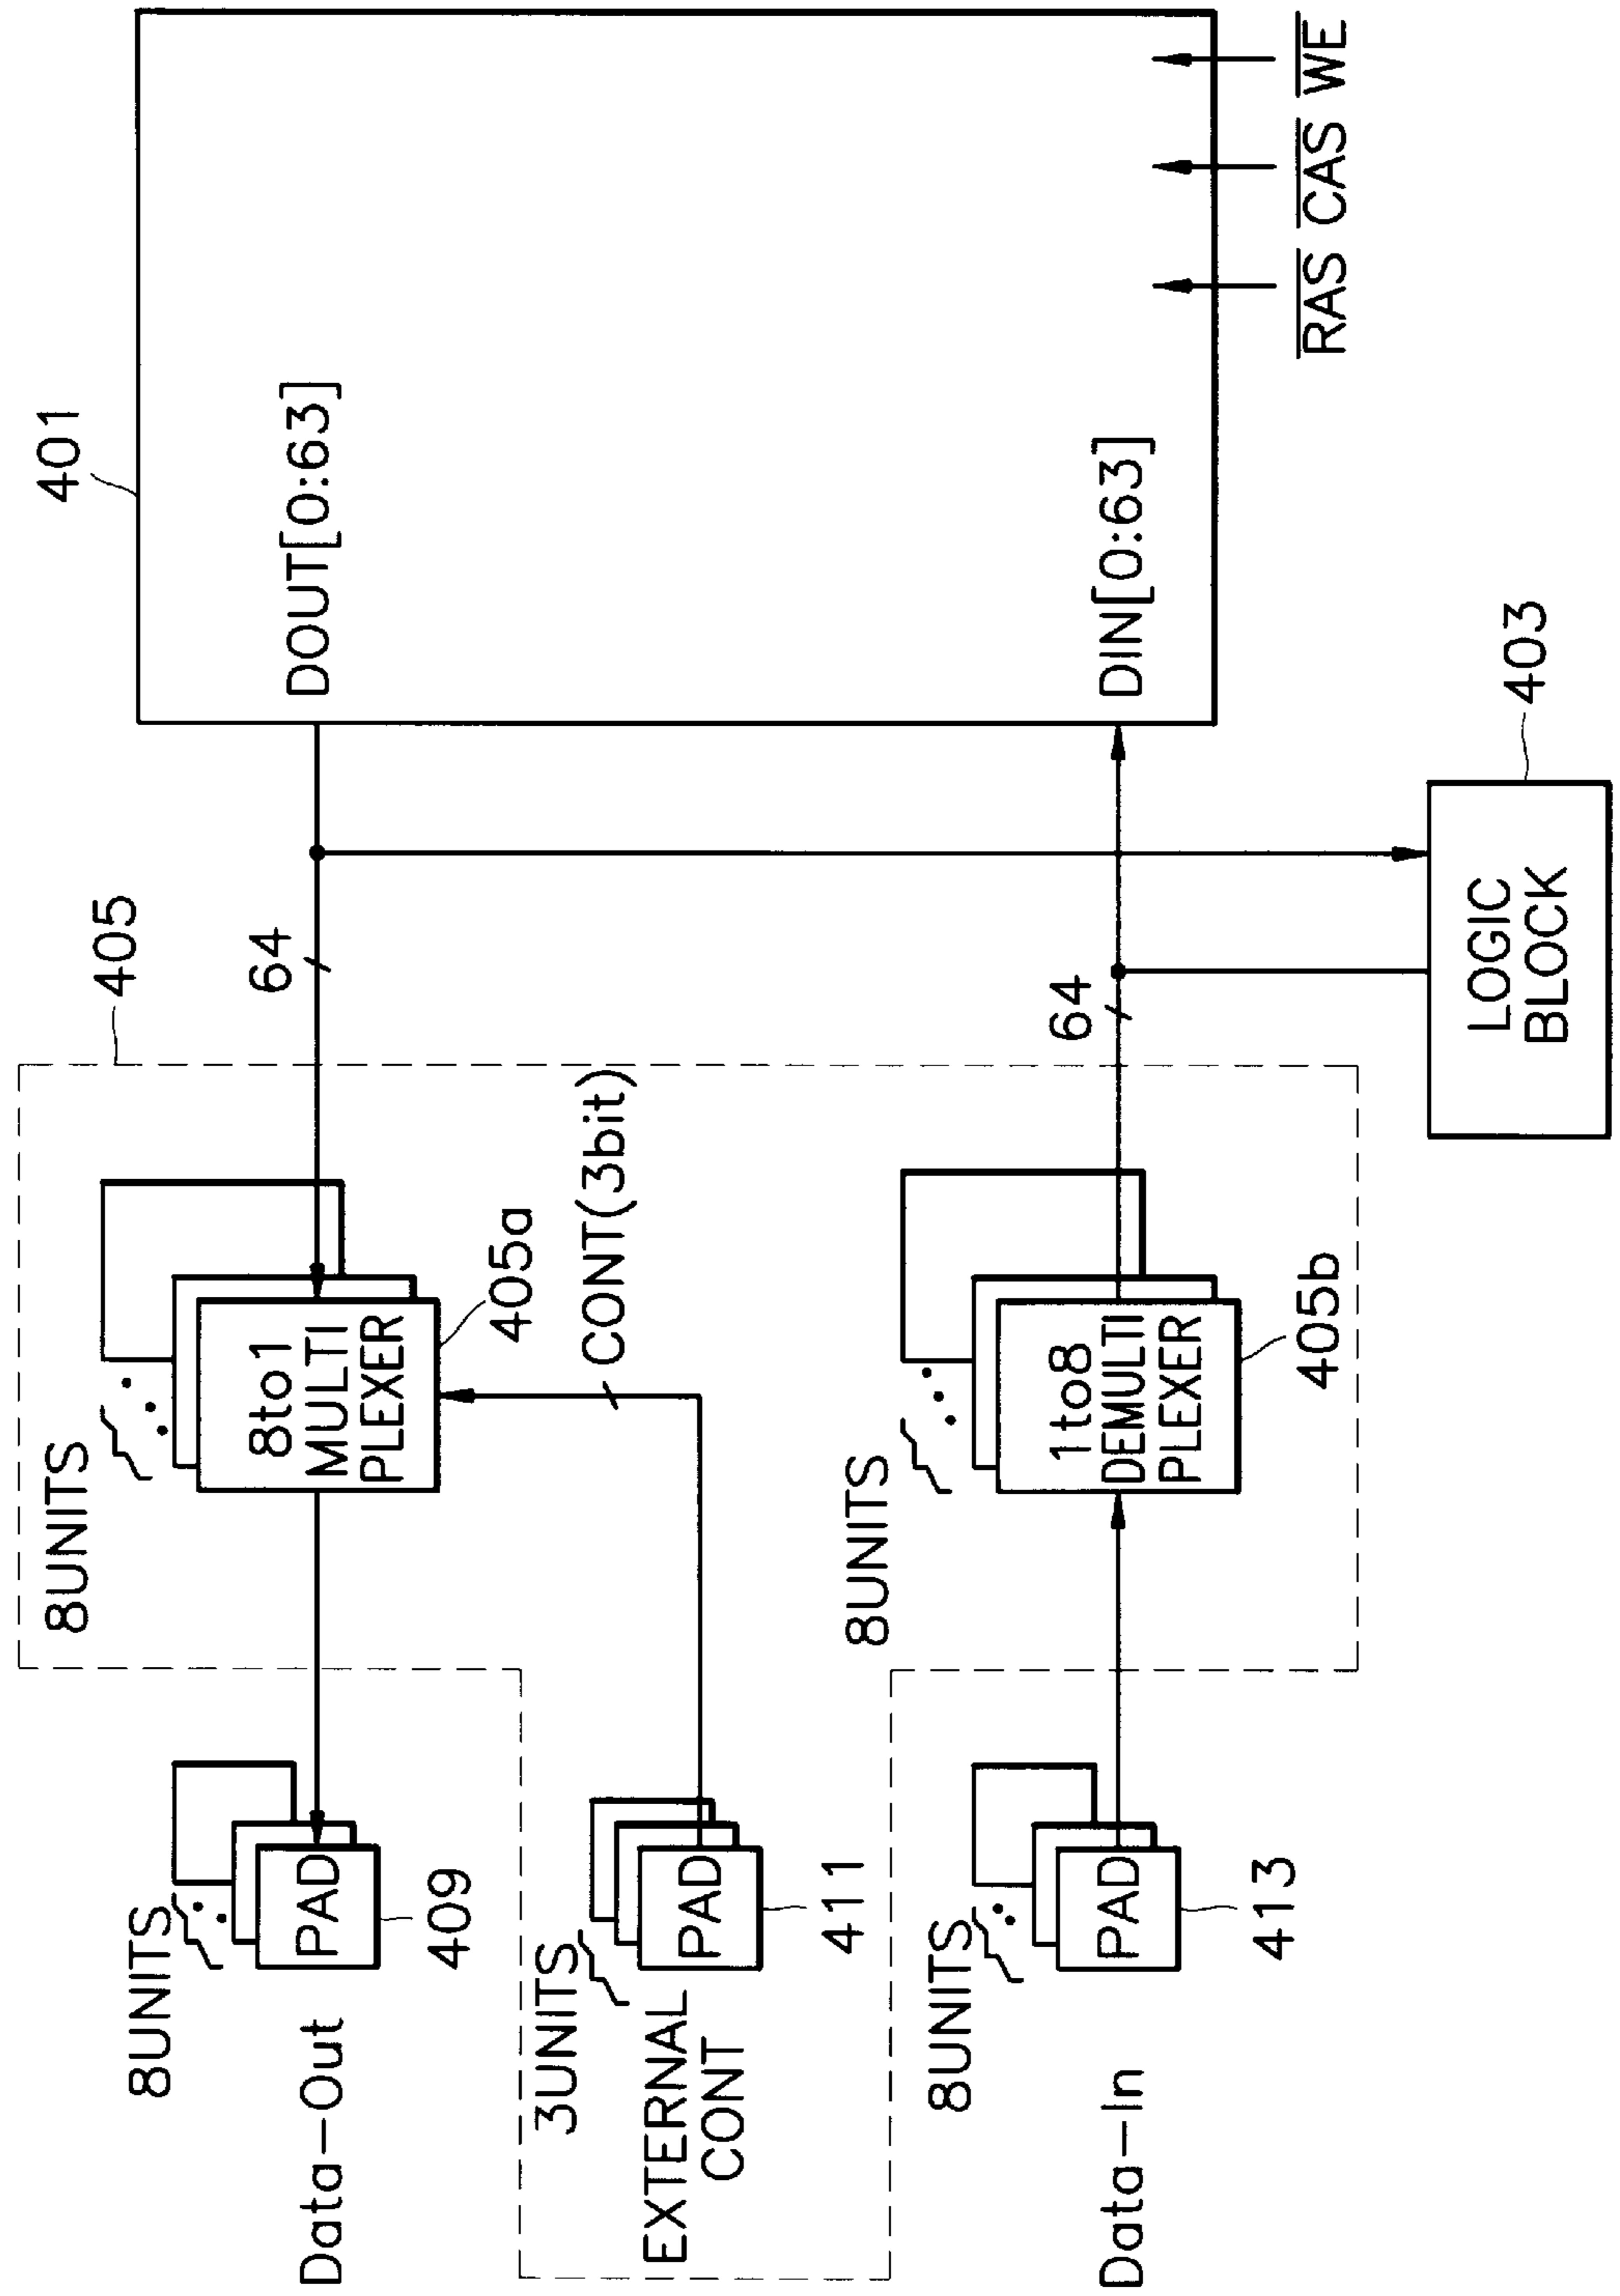 401
DOUT[0:63]
DIN[0:63]
RAS CAS WE
403
LOGIC
BLOCK
405
64
64
8UNITS
8to1
MULTI
PLEXER
405a
CONT(3bit)
8UNITS
1to8
DEMULTI
PLEXER
405b
8UNITS
PAD
409
Data-Out
3UNITS
PAD
411
EXTERNAL
CONT
8UNITS
PAD
413
Data-In